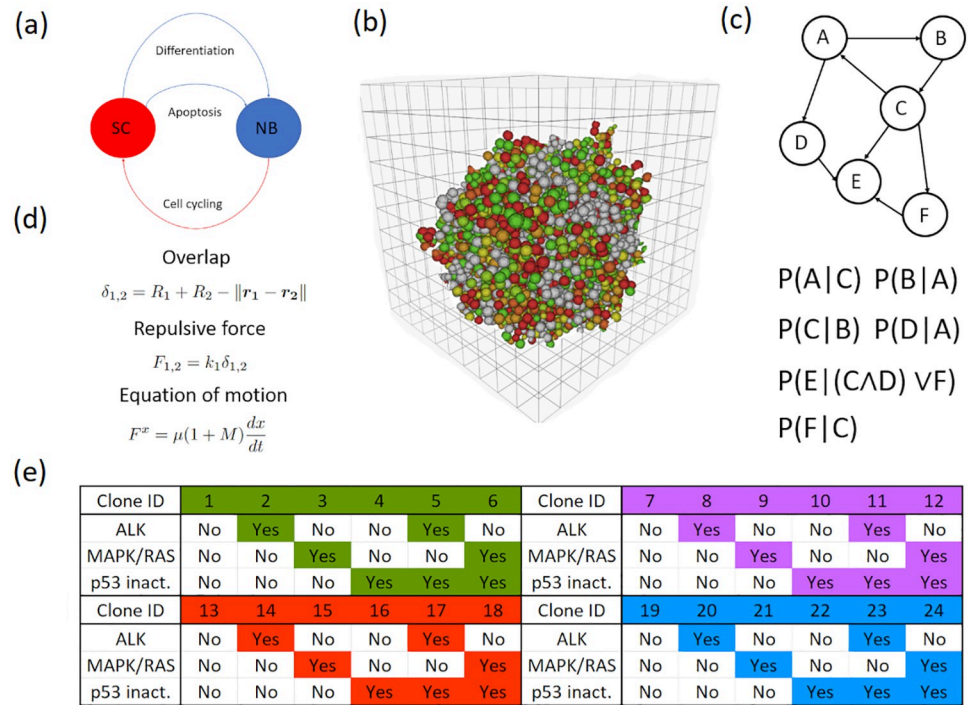 (a)
Differentiation
SC
Apoptosis
NB
Cell cycling
(b)
(c)
A
B
C
D
E
F
P(A|C) P(B|A)
P(C|B) P(D|A)
P(E|(C∧D) ∨F)
P(F|C)
(d)
Overlap
δ₁,₂ = R₁ + R₂ − ‖r₁ − r₂‖
Repulsive force
F₁,₂ = k₁δ₁,₂
Equation of motion
Fˣ = μ(1 + M) dx/dt
(e)
Clone ID 1 2 3 4 5 6 Clone ID 7 8 9 10 11 12
ALK No Yes No No Yes No ALK No Yes No No Yes No
MAPK/RAS No No Yes No No Yes MAPK/RAS No No Yes No No Yes
p53 inact. No No No Yes Yes Yes p53 inact. No No No Yes Yes Yes
Clone ID 13 14 15 16 17 18 Clone ID 19 20 21 22 23 24
ALK No Yes No No Yes No ALK No Yes No No Yes No
MAPK/RAS No No Yes No No Yes MAPK/RAS No No Yes No No Yes
p53 inact. No No No Yes Yes Yes p53 inact. No No No Yes Yes Yes